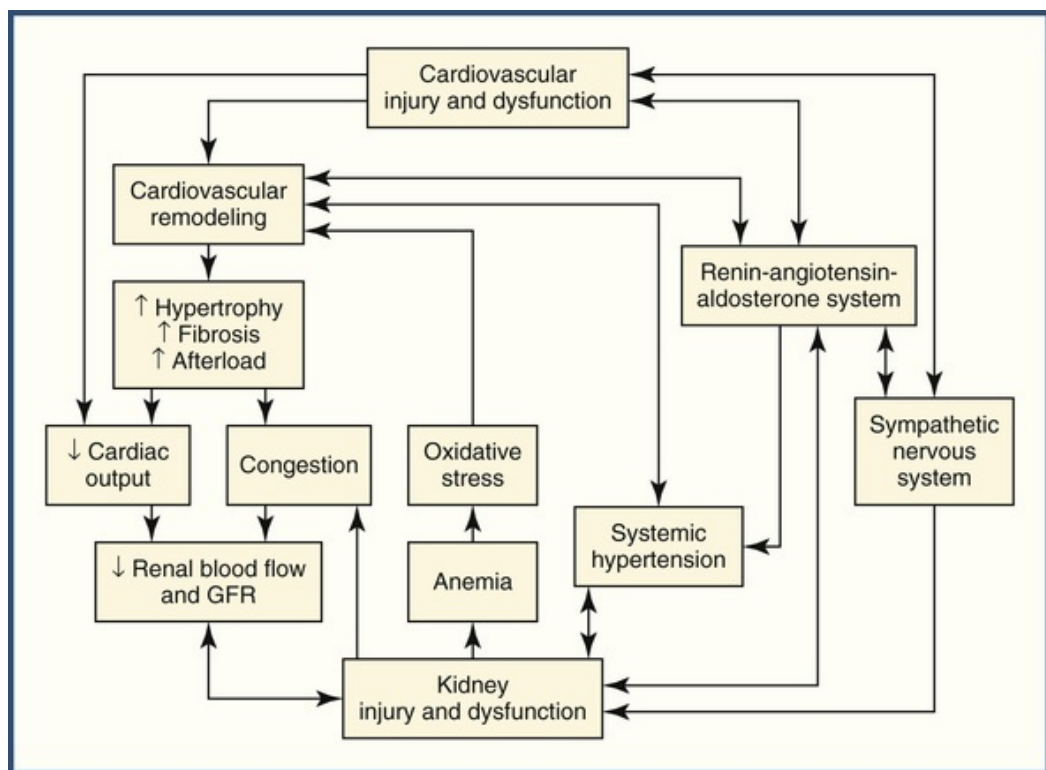 Cardiovascular
injury and dysfunction
Cardiovascular
remodeling
Renin-angiotensin-
aldosterone system
↑ Hypertrophy
↑ Fibrosis
↑ Afterload
↓ Cardiac
output
Congestion
Oxidative
stress
Sympathetic
nervous
system
Systemic
hypertension
↓ Renal blood flow
and GFR
Anemia
Kidney
injury and dysfunction